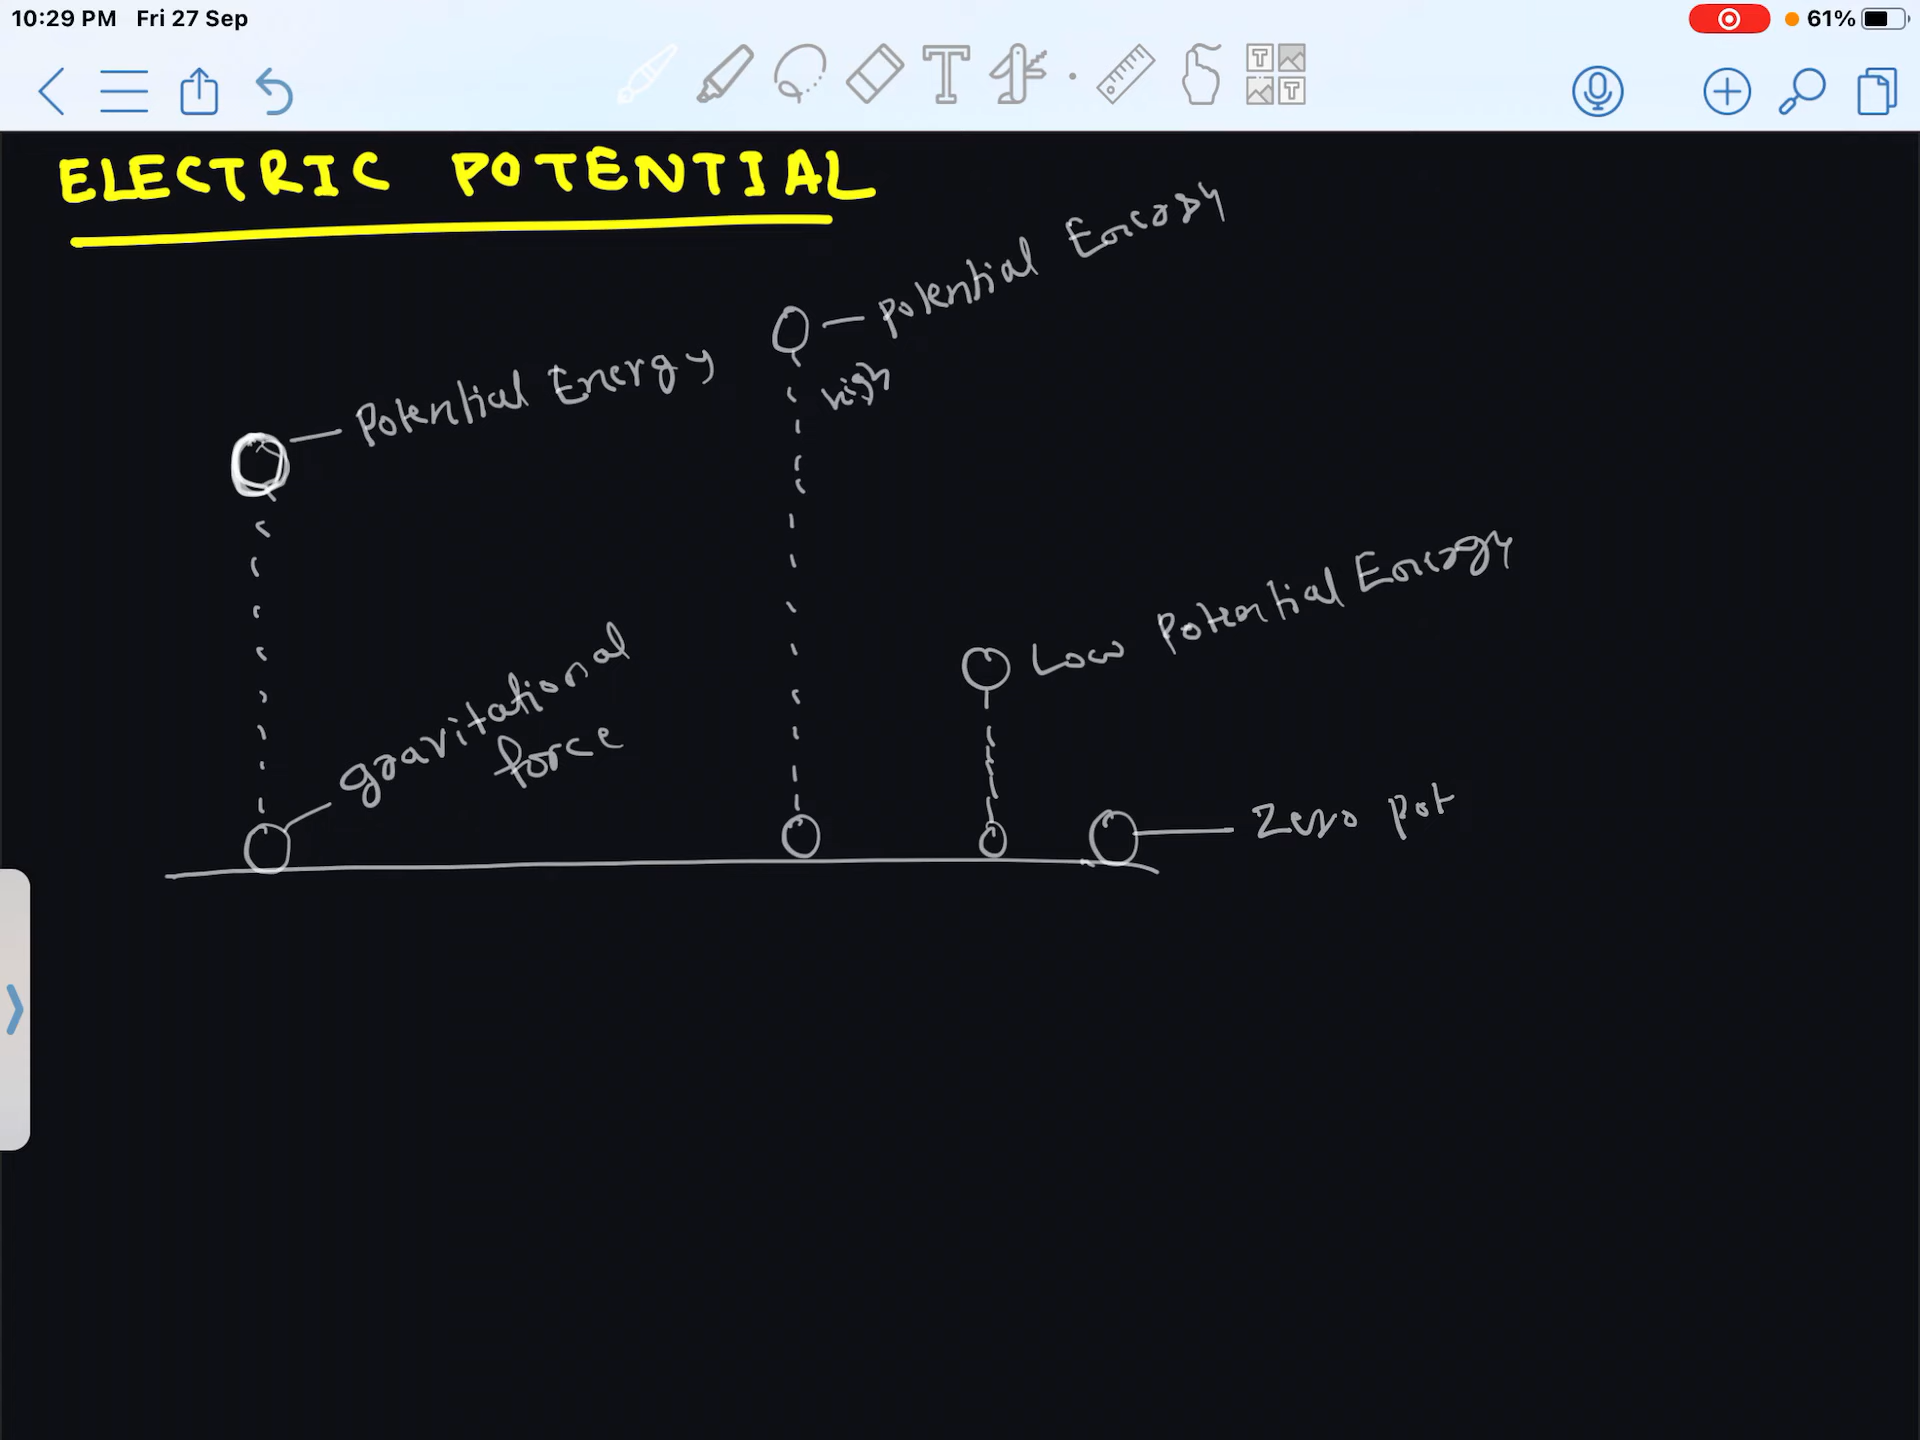 10:29 PM Fri 27 Sep
61%
ELECTRIC POTENTIAL
Potential Energy
potential Energy
high
gravitational
force
Low Potential Energy
Zero pot